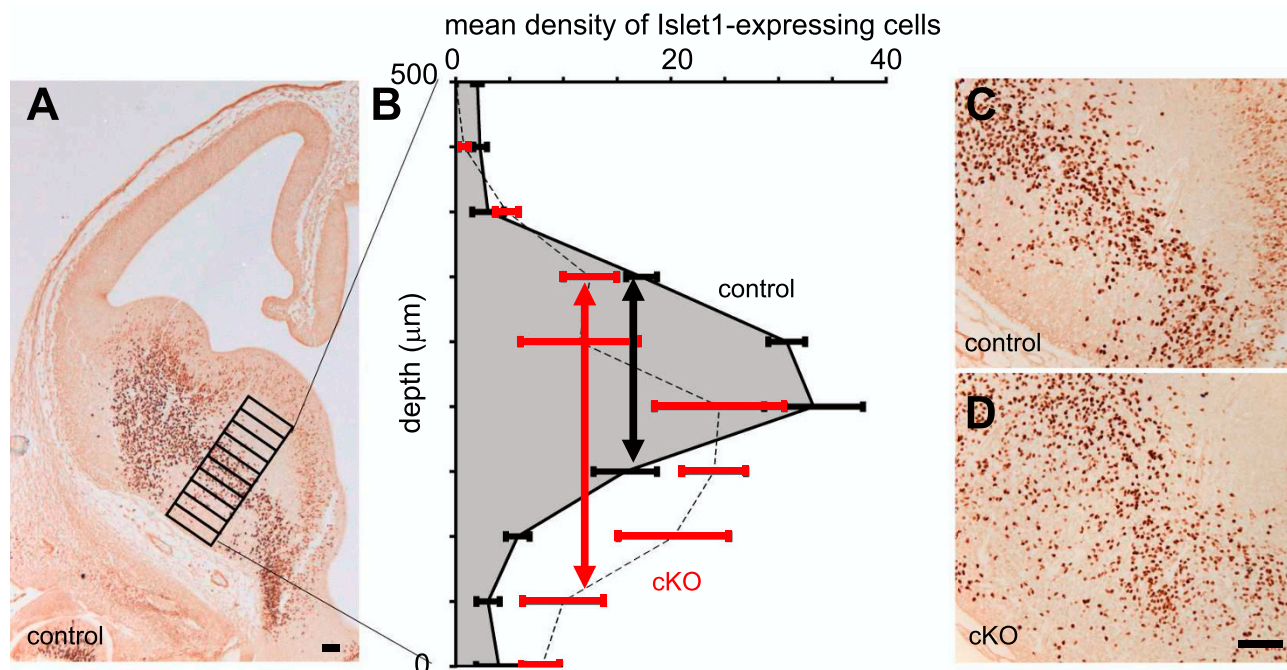 mean density of Islet1-expressing cells
0 20 40
500
A
B
C
D
control
depth (μm)
control
cKO
control
cKO
0